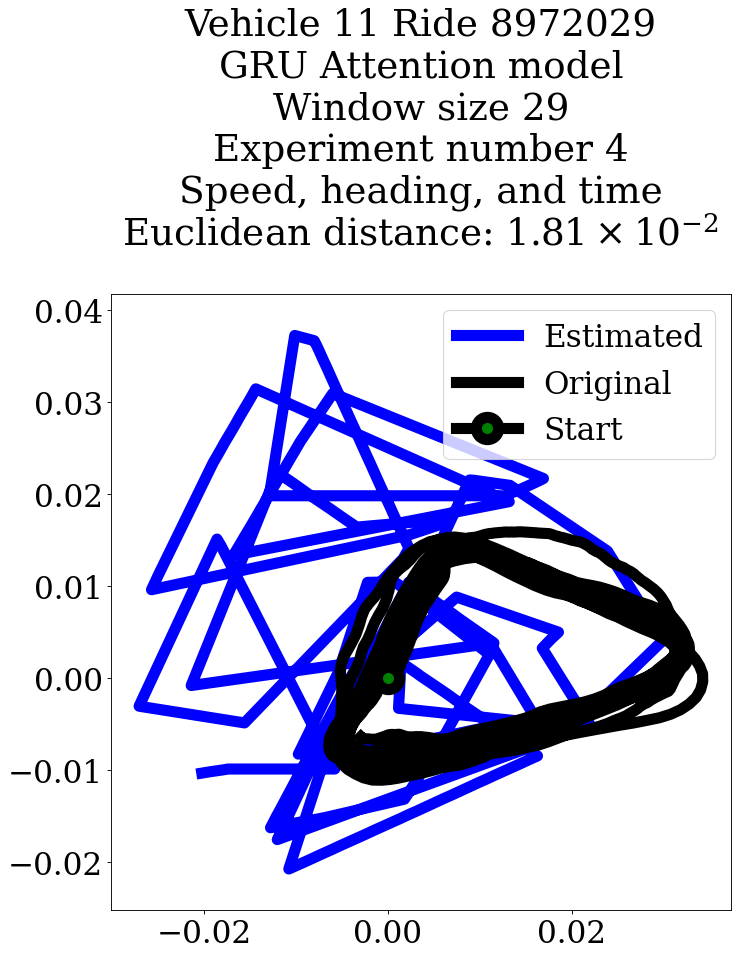 Vehicle 11 Ride 8972029
GRU Attention model
Window size 29
Experiment number 4
Speed, heading, and time
Euclidean distance: 1.81 × 10⁻²
0.04
0.03
0.02
0.01
0.00
−0.01
−0.02
Estimated
Original
Start
−0.02 0.00 0.02